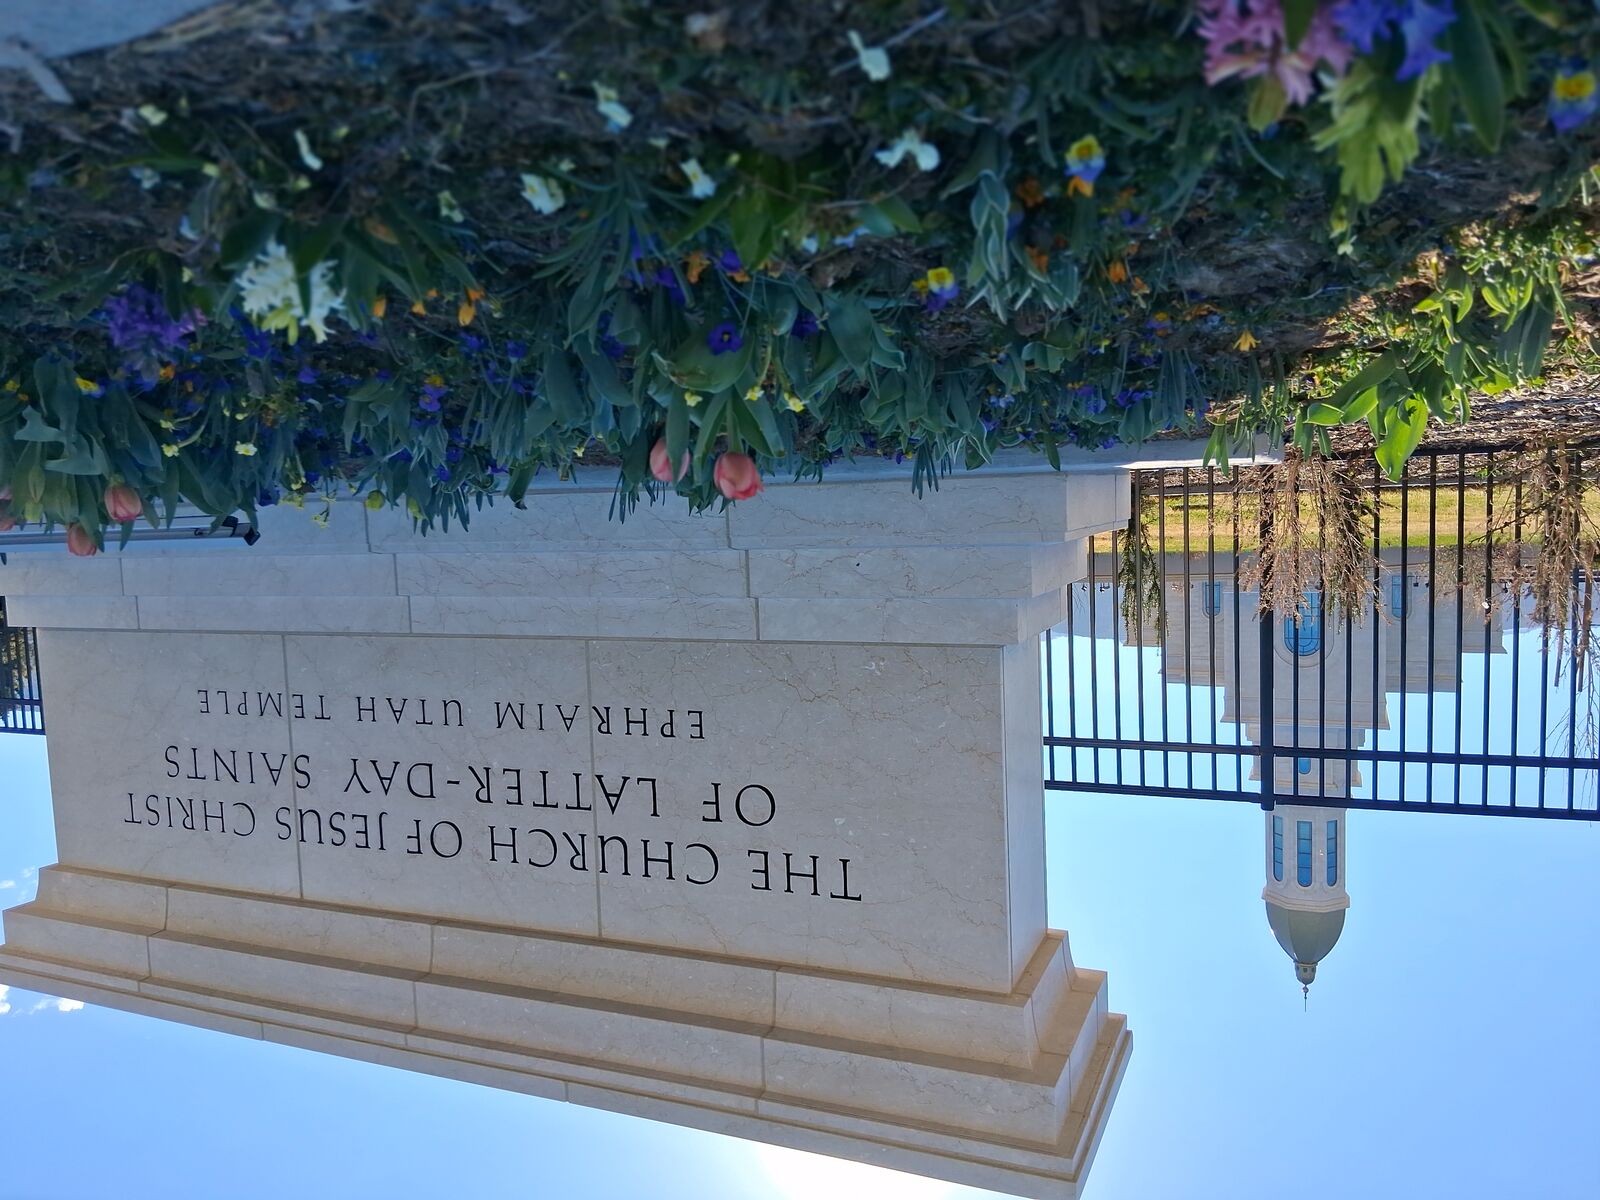 THE CHURCH OF JESUS CHRIST
OF LATTER-DAY SAINTS
EPHRAIM UTAH TEMPLE